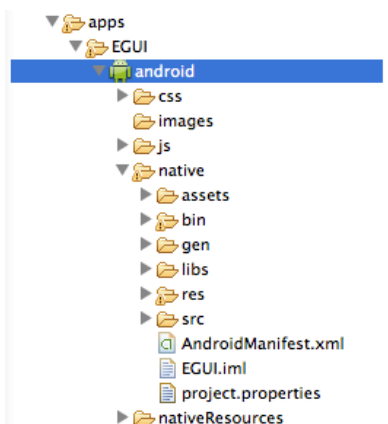 apps
EGUI
android
css
images
js
native
assets
bin
gen
libs
res
src
AndroidManifest.xml
EGUI.iml
project.properties
nativeResources